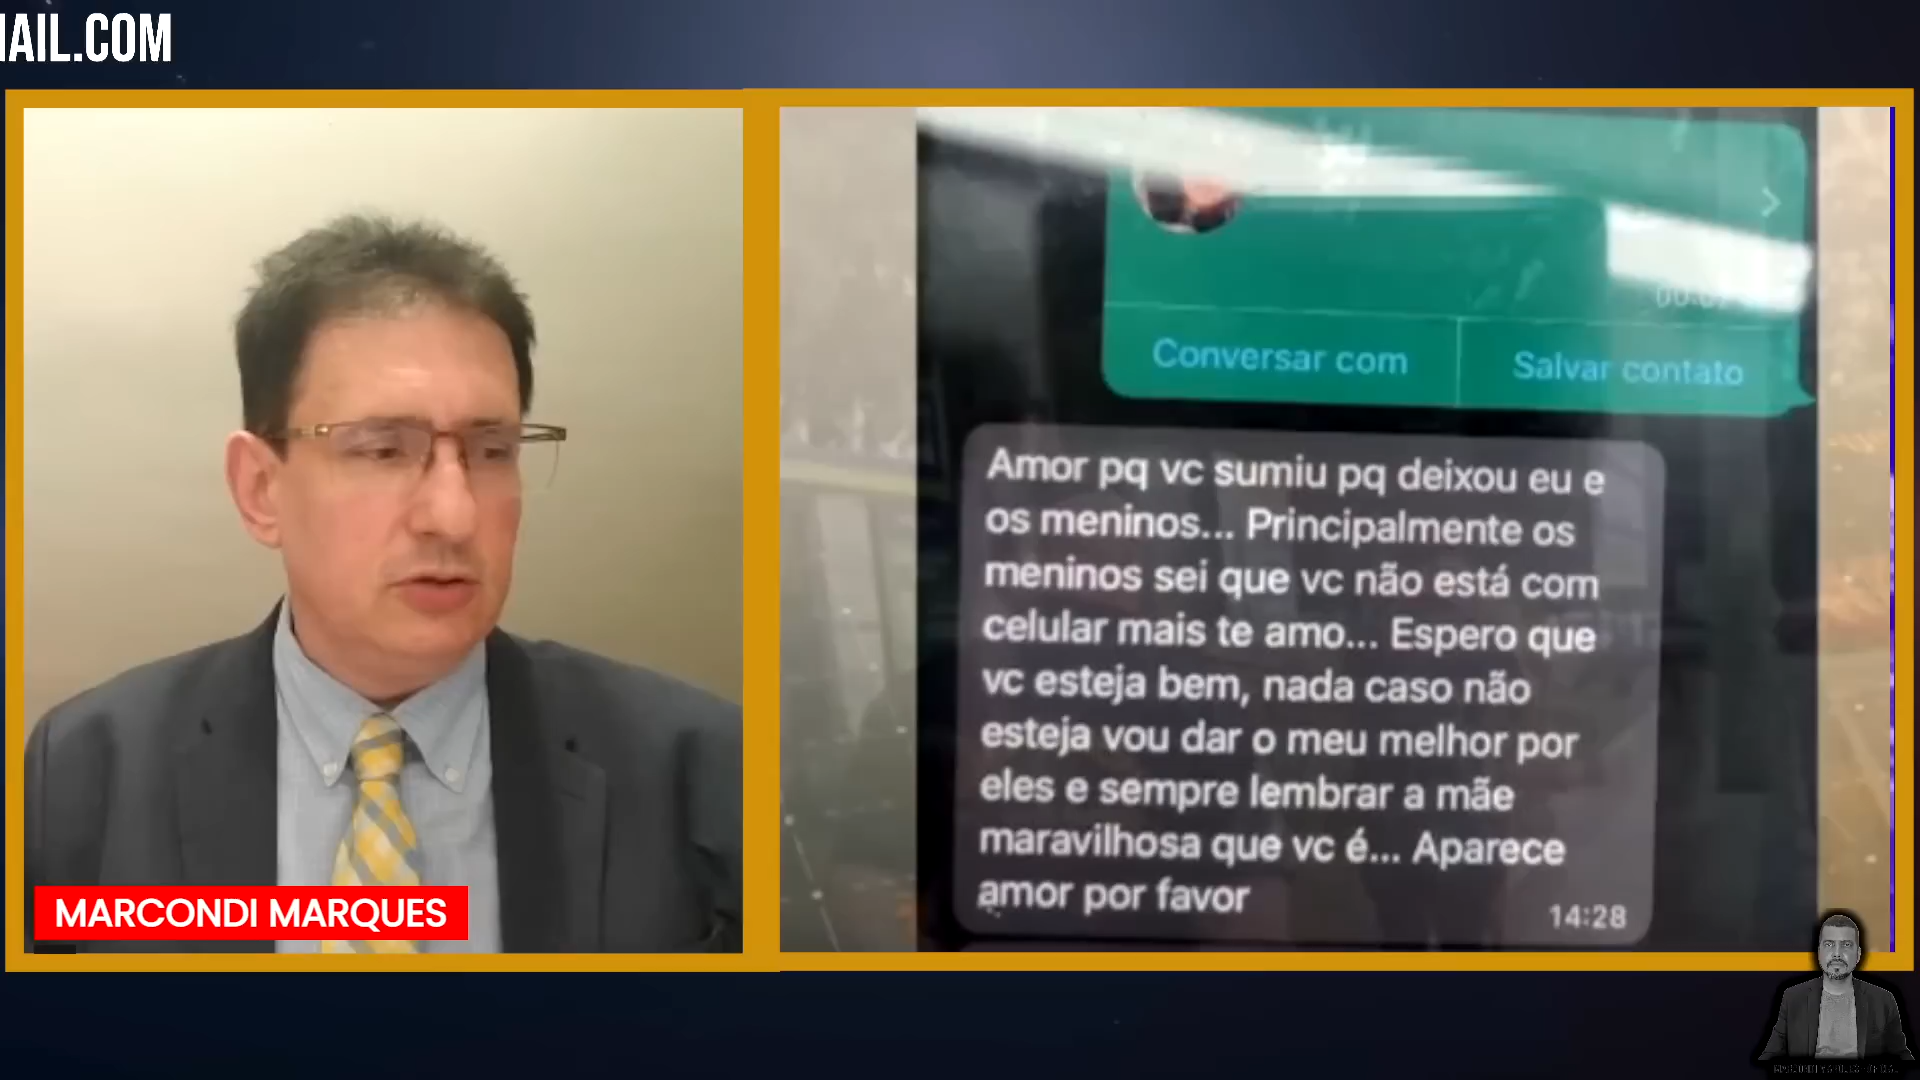 MAIL.COM
Conversar com
Salvar contato
Amor pq vc sumiu pq deixou eu e
os meninos... Principalmente os
meninos sei que vc não está com
celular mais te amo... Espero que
vc esteja bem, nada caso não
esteja vou dar o meu melhor por
eles e sempre lembrar a mãe
maravilhosa que vc é... Aparece
amor por favor
14:28
MARCONDI MARQUES